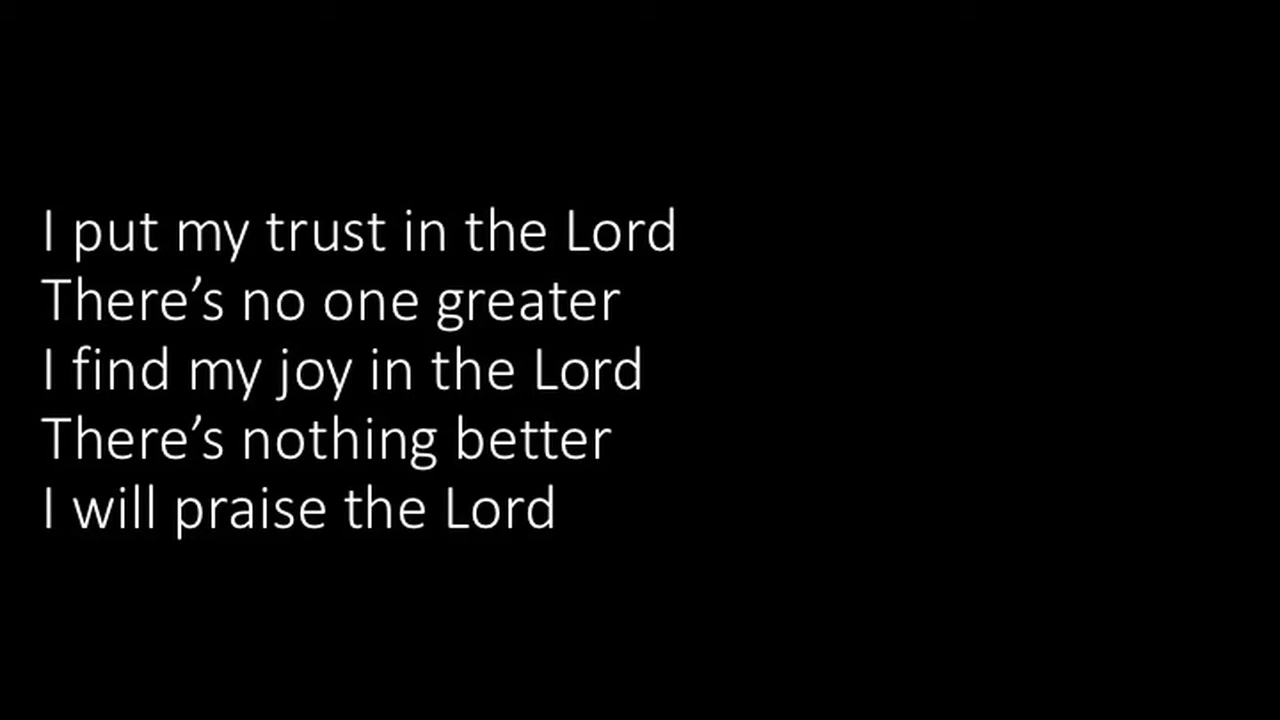 I put my trust in the Lord
There’s no one greater
I find my joy in the Lord
There’s nothing better
I will praise the Lord